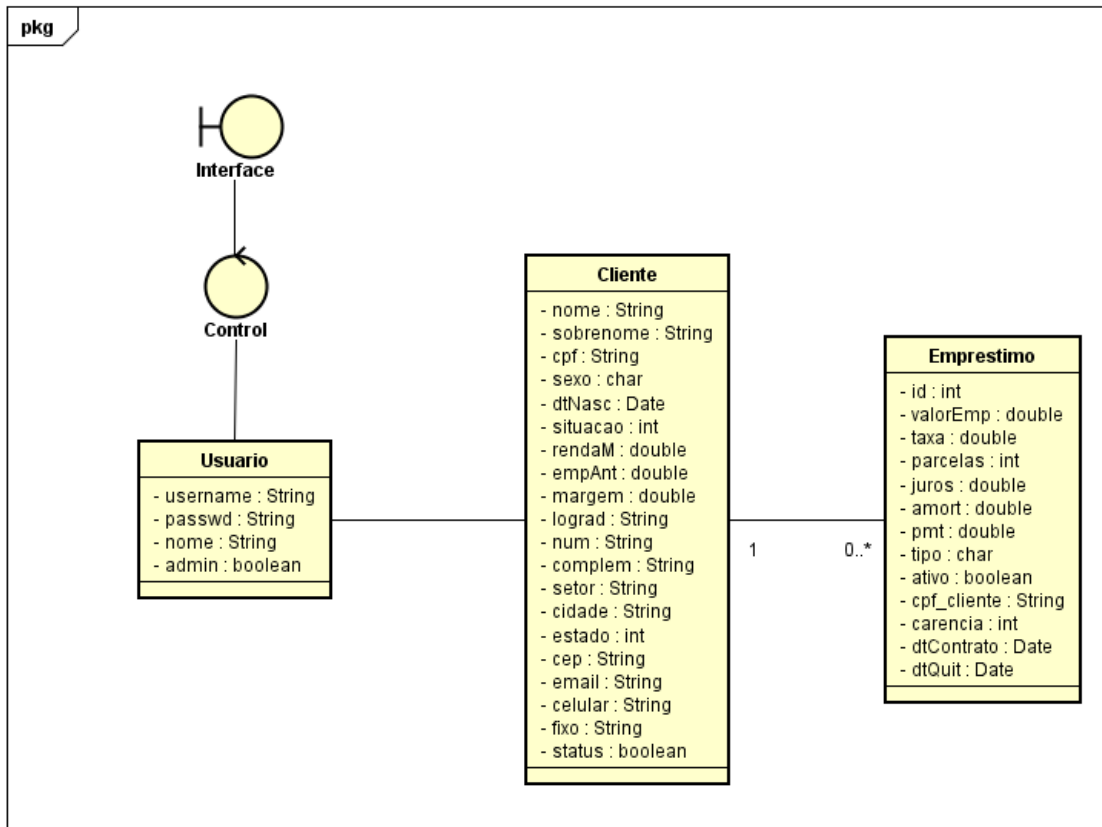 pkg
Interface
Control
Usuario
- username : String
- passwd : String
- nome : String
- admin : boolean
Cliente
- nome : String
- sobrenome : String
- cpf : String
- sexo : char
- dtNasc : Date
- situacao : int
- rendaM : double
- empAnt : double
- margem : double
- lograd : String
- num : String
- complem : String
- setor : String
- cidade : String
- estado : int
- cep : String
- email : String
- celular : String
- fixo : String
- status : boolean
1
0..*
Emprestimo
- id : int
- valorEmp : double
- taxa : double
- parcelas : int
- juros : double
- amort : double
- pmt : double
- tipo : char
- ativo : boolean
- cpf_cliente : String
- carencia : int
- dtContrato : Date
- dtQuit : Date